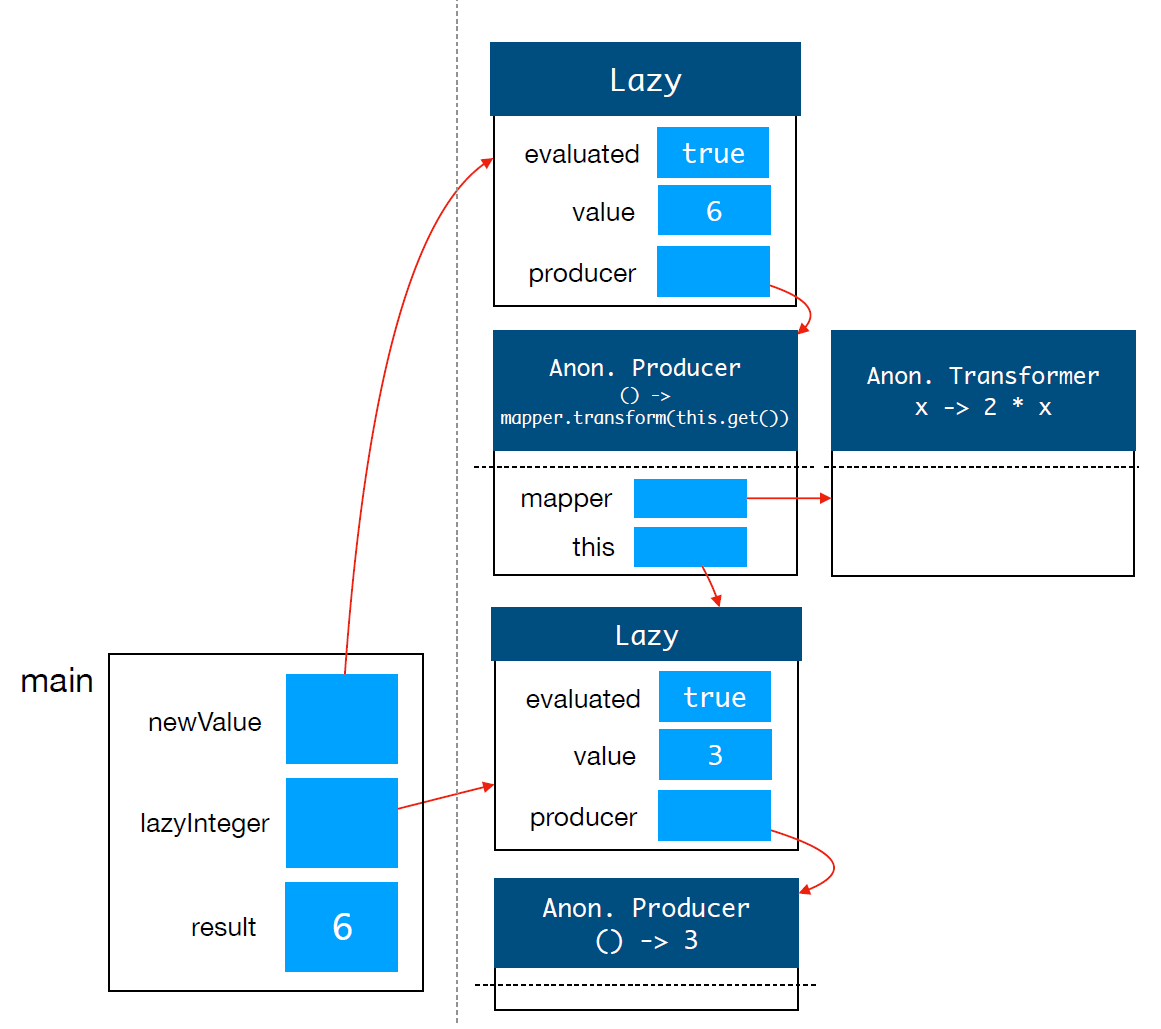 Lazy
evaluated true
value 6
producer
Anon. Producer
() ->
mapper.transform(this.get())
mapper
this
Anon. Transformer
x -> 2 * x
Lazy
evaluated true
value 3
producer
Anon. Producer
() -> 3
main
newValue
lazyInteger
result 6